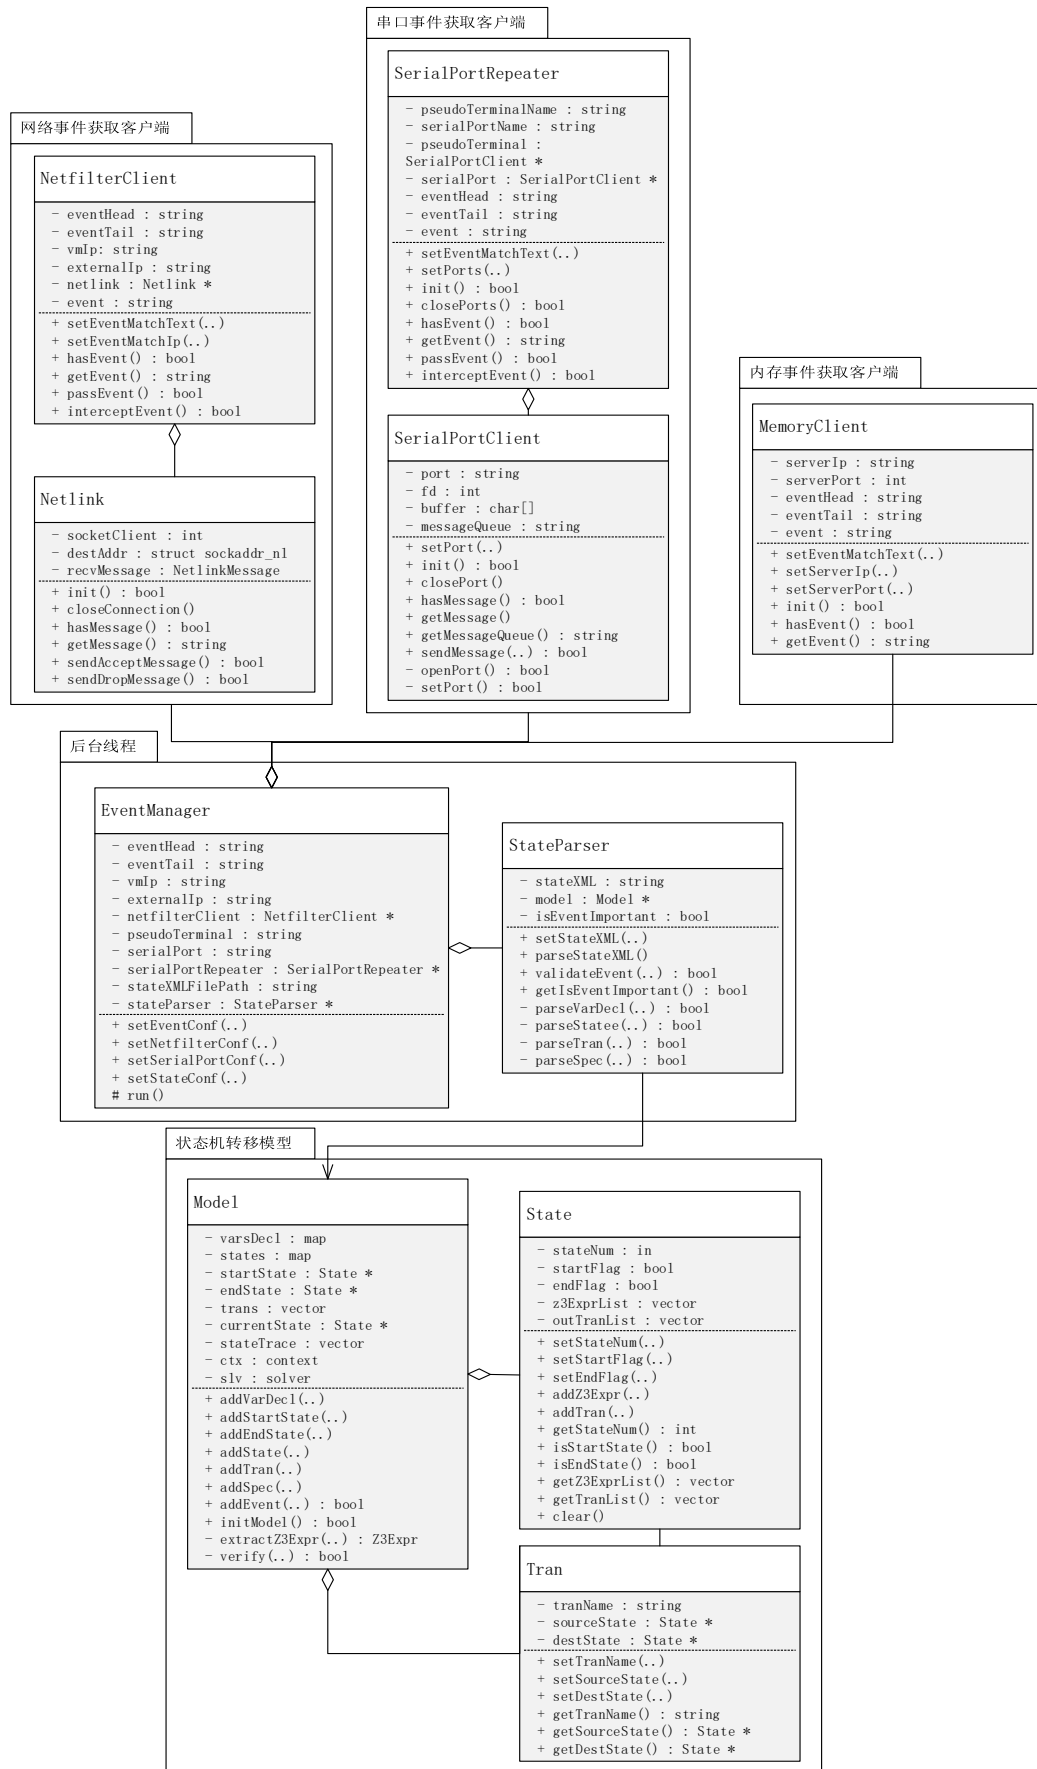 串口事件获取客户端
SerialPortRepeater
- pseudoTerminalName : string
- serialPortName : string
- pseudoTerminal :
SerialPortClient *
- serialPort : SerialPortClient *
- eventHead : string
- eventTail : string
- event : string
+ setEventMatchText(..)
+ setPorts(..)
+ init() : bool
+ closePorts() : bool
+ hasEvent() : bool
+ getEvent() : string
+ passEvent() : bool
+ interceptEvent() : bool
SerialPortClient
- port : string
- fd : int
- buffer : char[]
- messageQueue : string
+ setPort(..)
+ init() : bool
+ closePort()
+ hasMessage() : bool
+ getMessage()
+ getMessageQueue() : string
+ sendMessage(..) : bool
- openPort() : bool
- setPort() : bool
网络事件获取客户端
NetfilterClient
- eventHead : string
- eventTail : string
- vmIp: string
- externalIp : string
- netlink : Netlink *
- event : string
+ setEventMatchText(..)
+ setEventMatchIp(..)
+ hasEvent() : bool
+ getEvent() : string
+ passEvent() : bool
+ interceptEvent() : bool
Netlink
- socketClient : int
- destAddr : struct sockaddr_nl
- recvMessage : NetlinkMessage
+ init() : bool
+ closeConnection()
+ hasMessage() : bool
+ getMessage() : string
+ sendAcceptMessage() : bool
+ sendDropMessage() : bool
内存事件获取客户端
MemoryClient
- serverIp : string
- serverPort : int
- eventHead : string
- eventTail : string
- event : string
+ setEventMatchText(..)
+ setServerIp(..)
+ setServerPort(..)
+ init() : bool
+ hasEvent() : bool
+ getEvent() : string
后台线程
EventManager
- eventHead : string
- eventTail : string
- vmIp : string
- externalIp : string
- netfilterClient : NetfilterClient *
- pseudoTerminal : string
- serialPort : string
- serialPortRepeater : SerialPortRepeater *
- stateXMLFilePath : string
- stateParser : StateParser *
+ setEventConf(..)
+ setNetfilterConf(..)
+ setSerialPortConf(..)
+ setStateConf(..)
# run()
StateParser
- stateXML : string
- model : Model *
- isEventImportant : bool
+ setStateXML(..)
+ parseStateXML()
+ validateEvent(..) : bool
+ getIsEventImportant() : bool
- parseVarDecl(..) : bool
- parseStatee(..) : bool
- parseTran(..) : bool
- parseSpec(..) : bool
状态机转移模型
Model
- varsDecl : map
- states : map
- startState : State *
- endState : State *
- trans : vector
- currentState : State *
- stateTrace : vector
- ctx : context
- slv : solver
+ addVarDecl(..)
+ addStartState(..)
+ addEndState(..)
+ addState(..)
+ addTran(..)
+ addSpec(..)
+ addEvent(..) : bool
+ initModel() : bool
- extractZ3Expr(..) : Z3Expr
- verify(..) : bool
State
- stateNum : in
- startFlag : bool
- endFlag : bool
- z3ExprList : vector
- outTranList : vector
+ setStateNum(..)
+ setStartFlag(..)
+ setEndFlag(..)
+ addZ3Expr(..)
+ addTran(..)
+ getStateNum() : int
+ isStartState() : bool
+ isEndState() : bool
+ getZ3ExprList() : vector
+ getTranList() : vector
+ clear()
Tran
- tranName : string
- sourceState : State *
- destState : State *
+ setTranName(..)
+ setSourceState(..)
+ setDestState(..)
+ getTranName() : string
+ getSourceState() : State *
+ getDestState() : State *